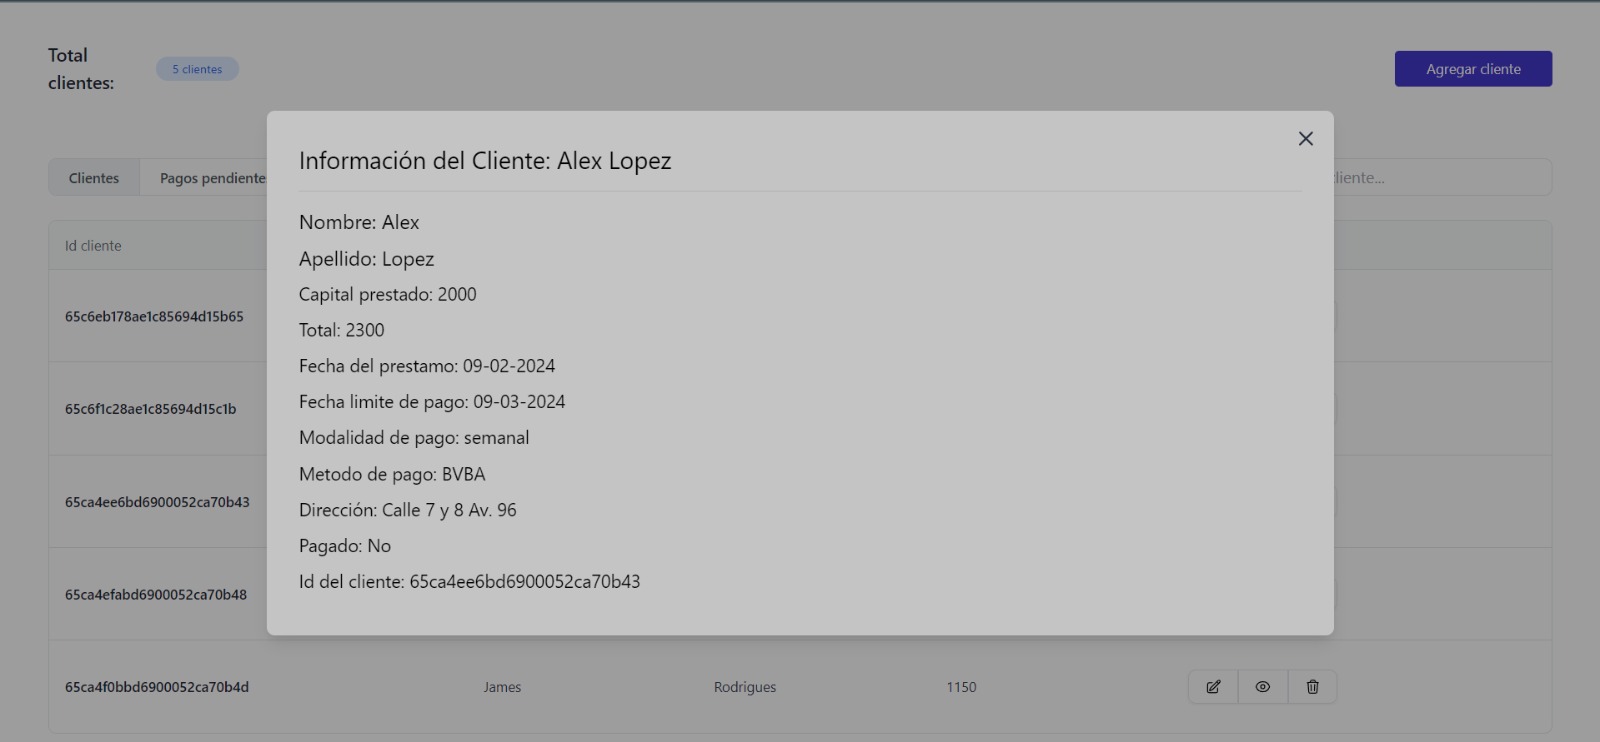 Total
clientes:
5 clientes
Agregar cliente
Clientes
Pagos pendiente
cliente...
Id cliente
65c6eb178ae1c85694d15b65
65c6f1c28ae1c85694d15c1b
65ca4ee6bd6900052ca70b43
65ca4efabd6900052ca70b48
65ca4f0bbd6900052ca70b4d James Rodrigues 1150
Información del Cliente: Alex Lopez
Nombre: Alex
Apellido: Lopez
Capital prestado: 2000
Total: 2300
Fecha del prestamo: 09-02-2024
Fecha limite de pago: 09-03-2024
Modalidad de pago: semanal
Metodo de pago: BVBA
Dirección: Calle 7 y 8 Av. 96
Pagado: No
Id del cliente: 65ca4ee6bd6900052ca70b43